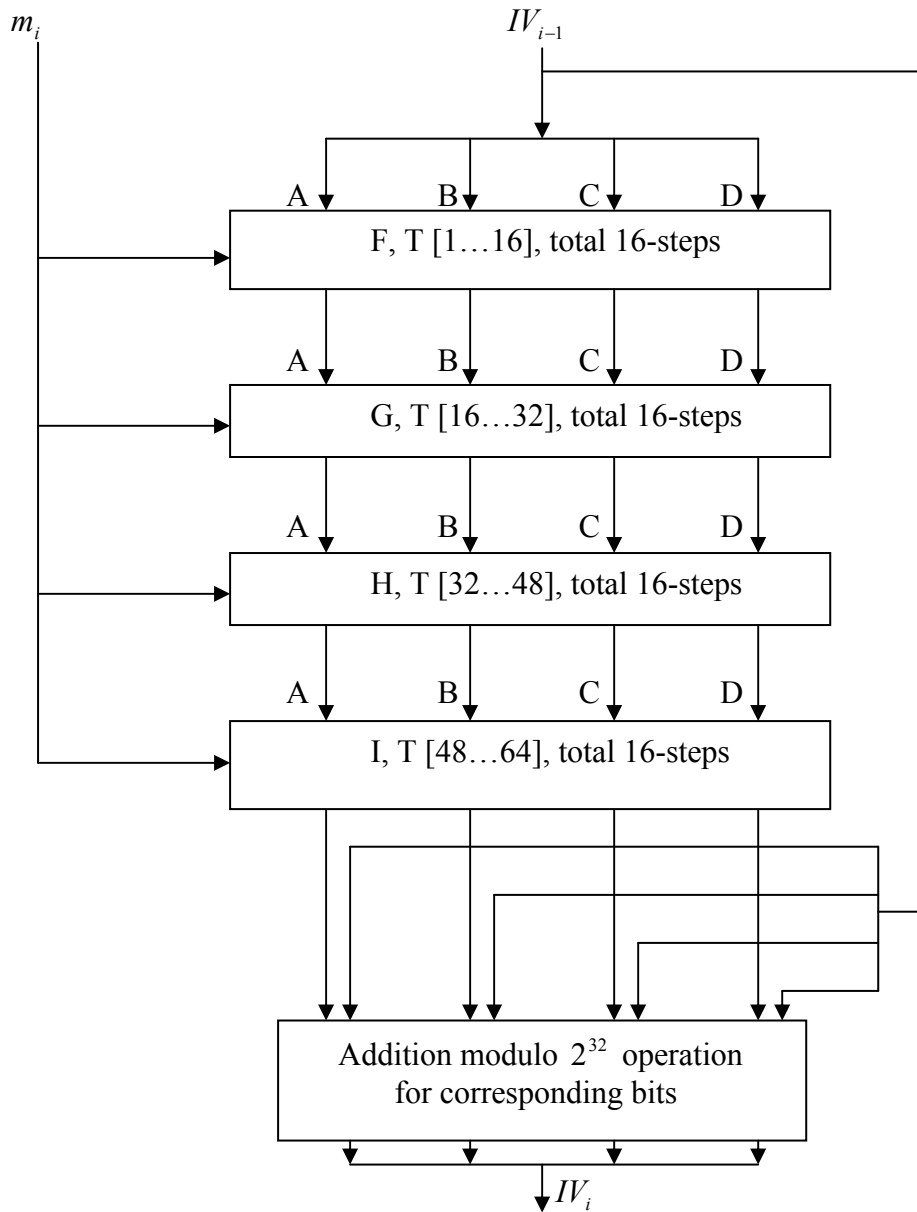 m_i IV_{i-1}
A B C D
F, T [1…16], total 16-steps
A B C D
G, T [16…32], total 16-steps
A B C D
H, T [32…48], total 16-steps
A B C D
I, T [48…64], total 16-steps
Addition modulo 2^{32} operation
for corresponding bits
IV_i